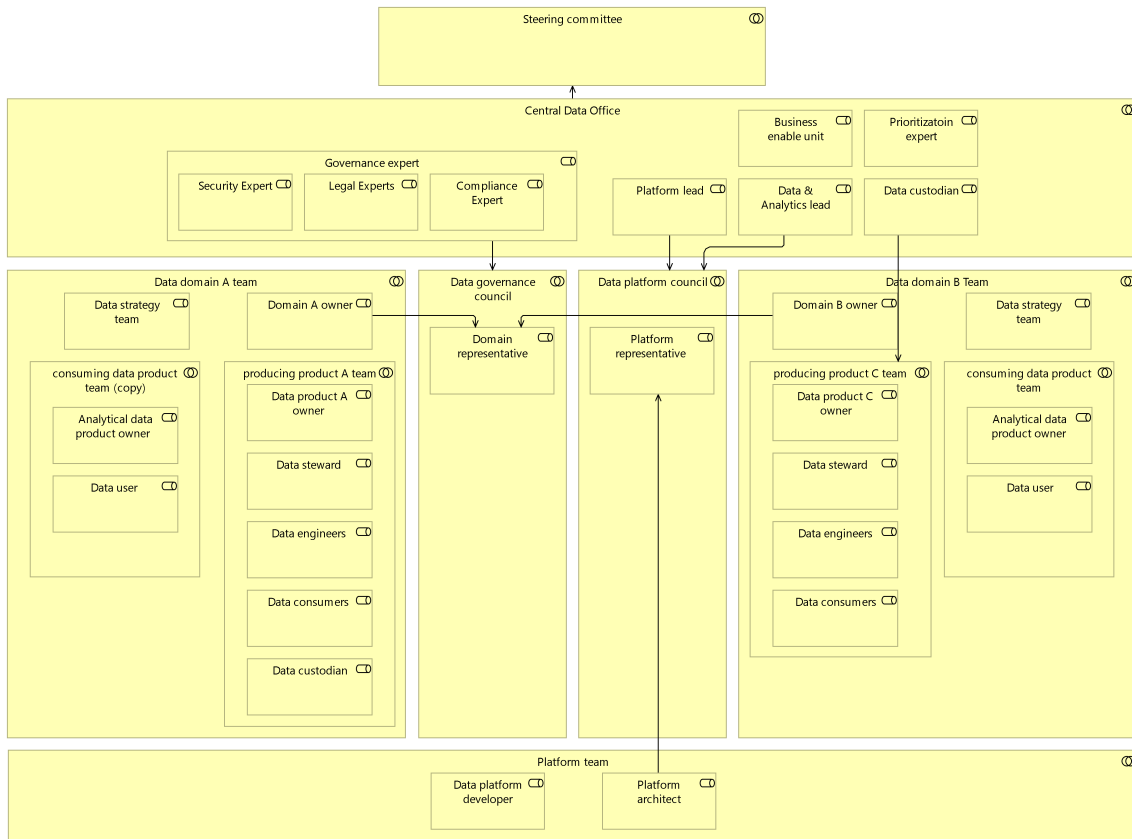 Steering committee
Central Data Office
Business
enable unit
Prioritizatoin
expert
Governance expert
Security Expert
Legal Experts
Compliance
Expert
Platform lead
Data &
Analytics lead
Data custodian
Data domain A team
Data strategy
team
Domain A owner
consuming data product
team (copy)
Analytical data
product owner
Data user
producing product A team
Data product A
owner
Data steward
Data engineers
Data consumers
Data custodian
Data governance
council
Domain
representative
Data platform council
Platform
representative
Data domain B Team
Domain B owner
Data strategy
team
producing product C team
Data product C
owner
Data steward
Data engineers
Data consumers
consuming data product
team
Analytical data
product owner
Data user
Platform team
Data platform
developer
Platform
architect